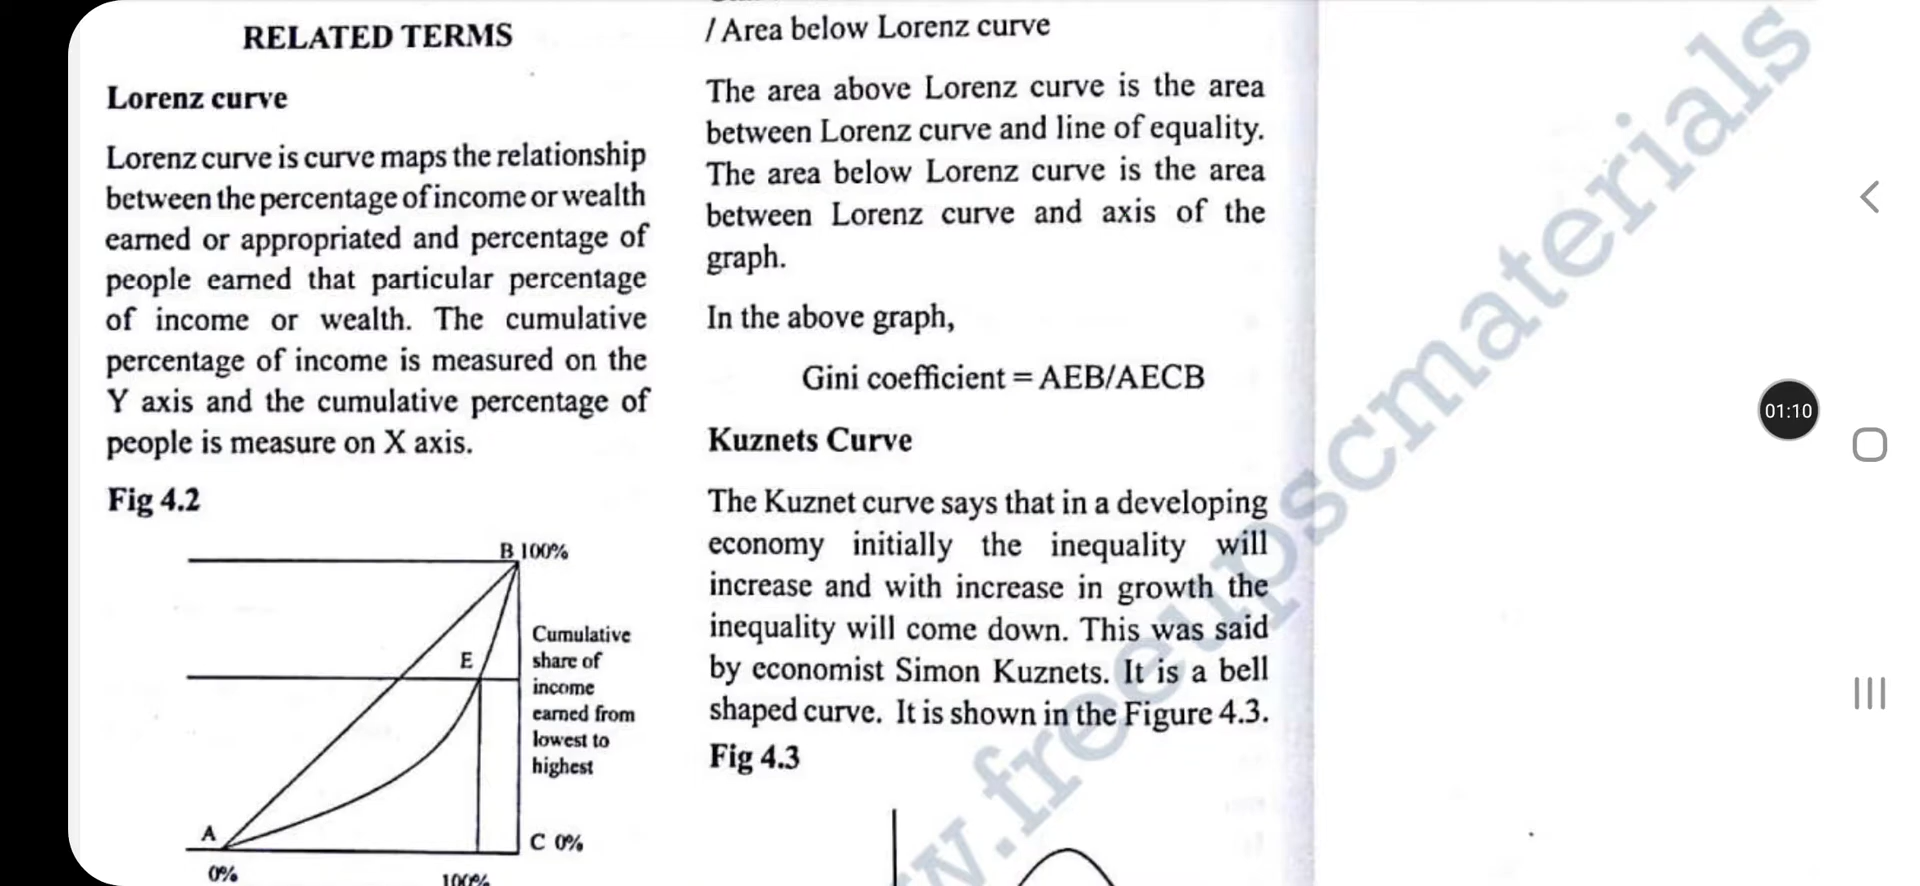 RELATED TERMS
Lorenz curve
Lorenz curve is curve maps the relationship
between the percentage of income or wealth
earned or appropriated and percentage of
people earned that particular percentage
of income or wealth. The cumulative
percentage of income is measured on the
Y axis and the cumulative percentage of
people is measure on X axis.
Fig 4.2
B 100%
Cumulative
share of
income
earned from
lowest to
highest
E
A
C 0%
0%
100%
/ Area below Lorenz curve
The area above Lorenz curve is the area
between Lorenz curve and line of equality.
The area below Lorenz curve is the area
between Lorenz curve and axis of the
graph.
In the above graph,
Gini coefficient = AEB/AECB
Kuznets Curve
The Kuznet curve says that in a developing
economy initially the inequality will
increase and with increase in growth the
inequality will come down. This was said
by economist Simon Kuznets. It is a bell
shaped curve. It is shown in the Figure 4.3.
Fig 4.3
w.freeupscmaterials
01:10